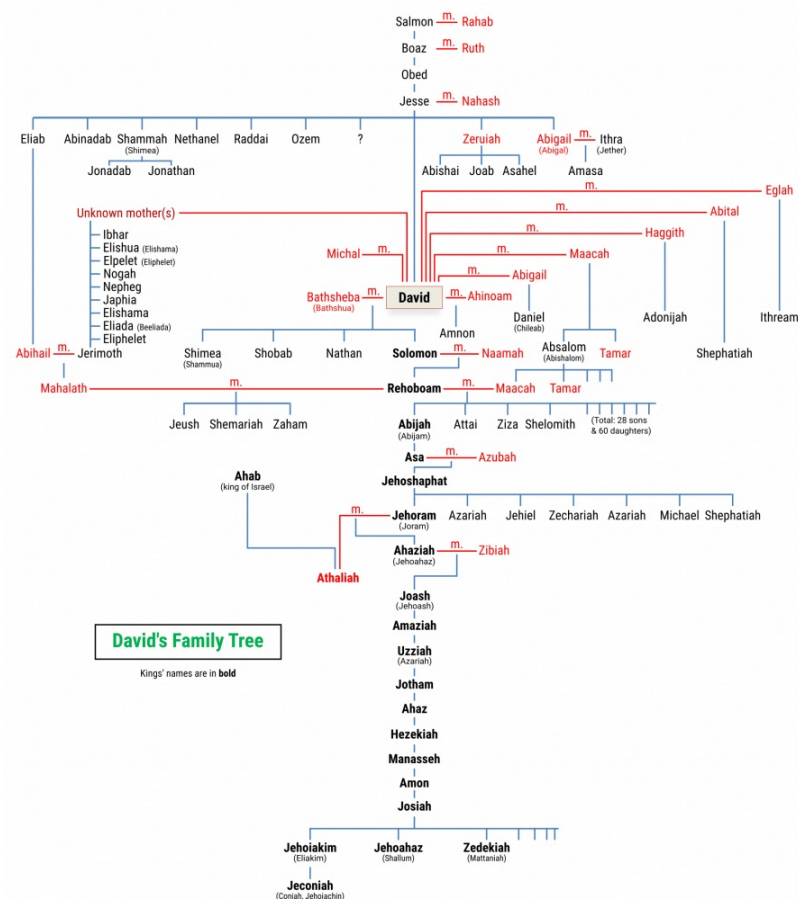 Salmon m. Rahab
Boaz m. Ruth
Obed
Jesse m. Nahash
Eliab Abinadab Shammah Nethanel Raddai Ozem ? Zeruiah Abigail m. Ithra
(Shimea) (Abigal) (Jether)
Jonadab Jonathan Abishai Joab Asahel Amasa
m. Eglah
Unknown mother(s) m. Abital
m. Haggith
Ibhar
Elishua (Elishama)
Elpelet (Eliphelet)
Nogah
Nepheg
Japhia
Elishama
Eliada (Beeliada)
Eliphelet
Michal m. m. Maacah
m. Abigail
Bathsheba m. David m. Ahinoam
(Bathshua)
Daniel Adonijah Ithream
(Chileab)
Amnon
Abihail m. Jerimoth Shimea Shobab Nathan Solomon m. Naamah Absalom Tamar Shephatiah
(Shammua) (Abishalom)
Mahalath m. Rehoboam m. Maacah Tamar
Jeush Shemariah Zaham Abijah Attai Ziza Shelomith (Total: 28 sons
(Abijam) & 60 daughters)
Asa m. Azubah
Ahab Jehoshaphat
(king of Israel)
m. Jehoram Azariah Jehiel Zechariah Azariah Michael Shephatiah
(Joram)
Ahaziah m. Zibiah
(Jehoahaz)
Athaliah
Joash
(Jehoash)
Amaziah
David's Family Tree
Uzziah
(Azariah)
Kings' names are in bold
Jotham
Ahaz
Hezekiah
Manasseh
Amon
Josiah
Jehoiakim Jehoahaz Zedekiah
(Eliakim) (Shallum) (Mattaniah)
Jeconiah
(Coniah, Jehoiachin)